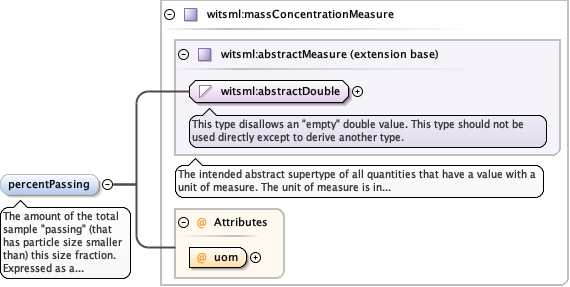 witsml:massConcentrationMeasure
witsml:abstractMeasure (extension base)
witsml:abstractDouble
This type disallows an "empty" double value. This type should not be
used directly except to derive another type.
The intended abstract supertype of all quantities that have a value with a
unit of measure. The unit of measure is in...
percentPassing
The amount of the total
sample "passing" (that
has particle size smaller
than) this size fraction.
Expressed as a...
@ Attributes
@ uom